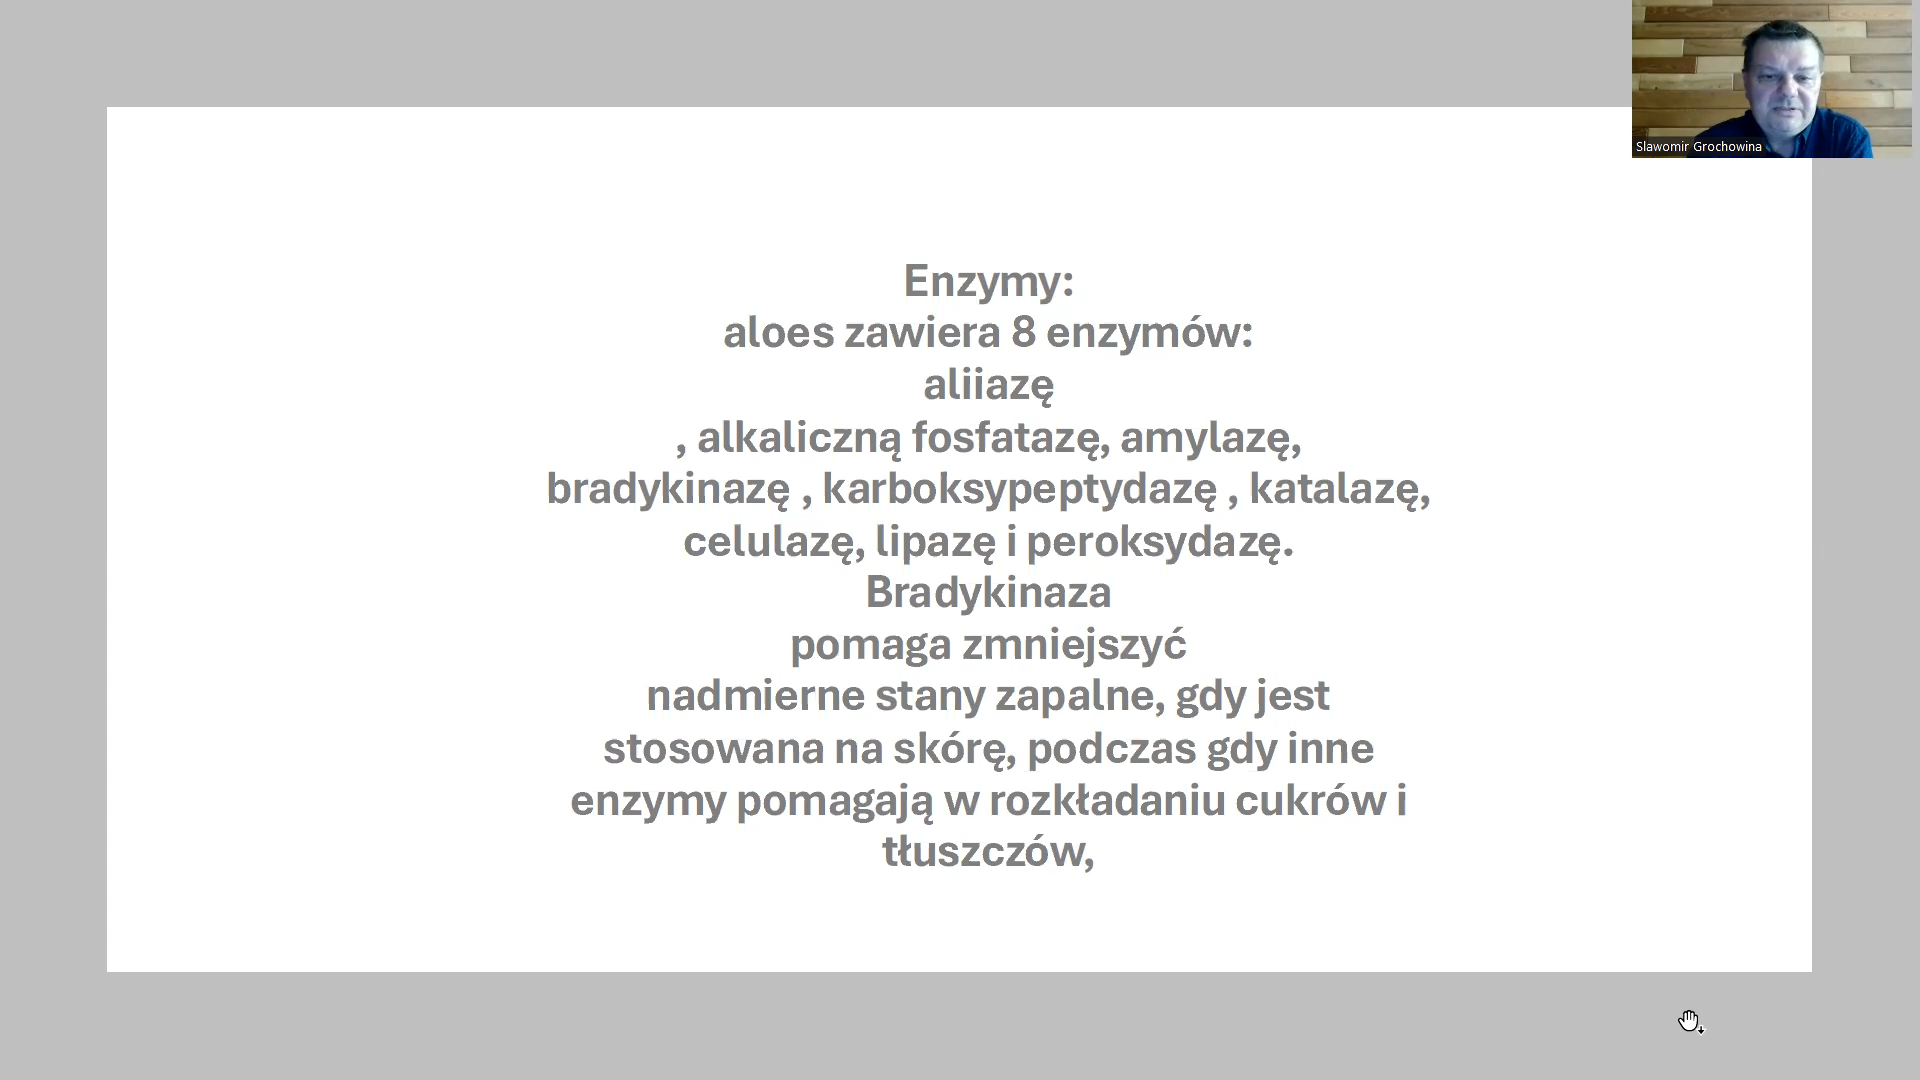 Slawomir Grochowina
Enzymy:
aloes zawiera 8 enzymów:
aliiazę
, alkaliczną fosfatazę, amylazę,
bradykinazę , karboksypeptydazę , katalazę,
celulazę, lipazę i peroksydazę.
Bradykinaza
pomaga zmniejszyć
nadmierne stany zapalne, gdy jest
stosowana na skórę, podczas gdy inne
enzymy pomagają w rozkładaniu cukrów i
tłuszczów,